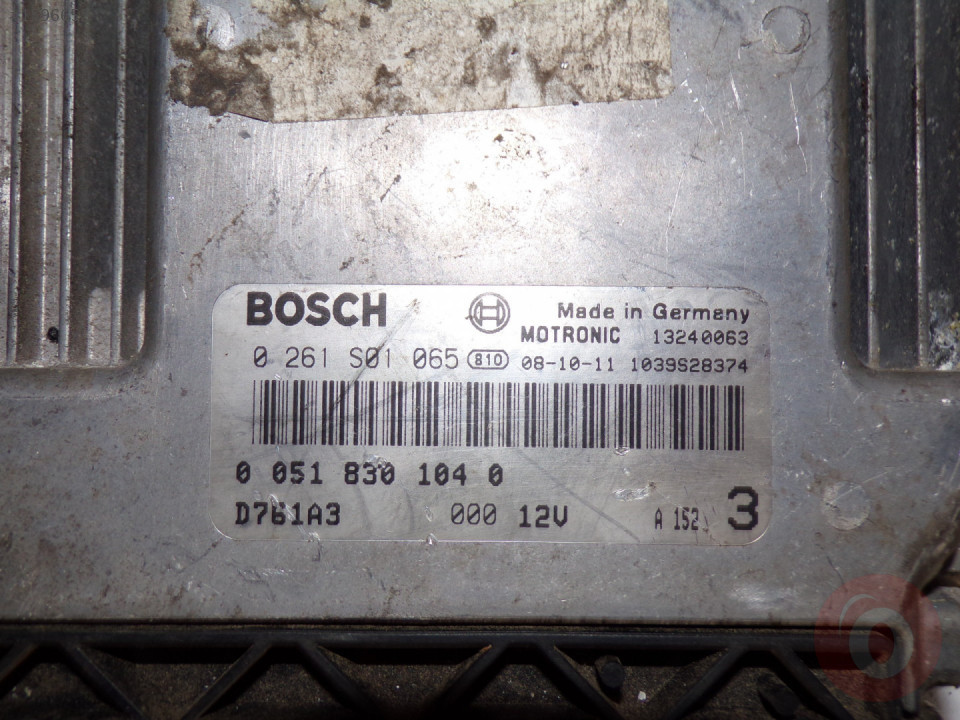 BOSCH Made in Germany
MOTRONIC 13240063
0 261 S01 065 810 08-10-11 1039S28374
0 051 830 104 0
D761A3 000 12V A 152 3